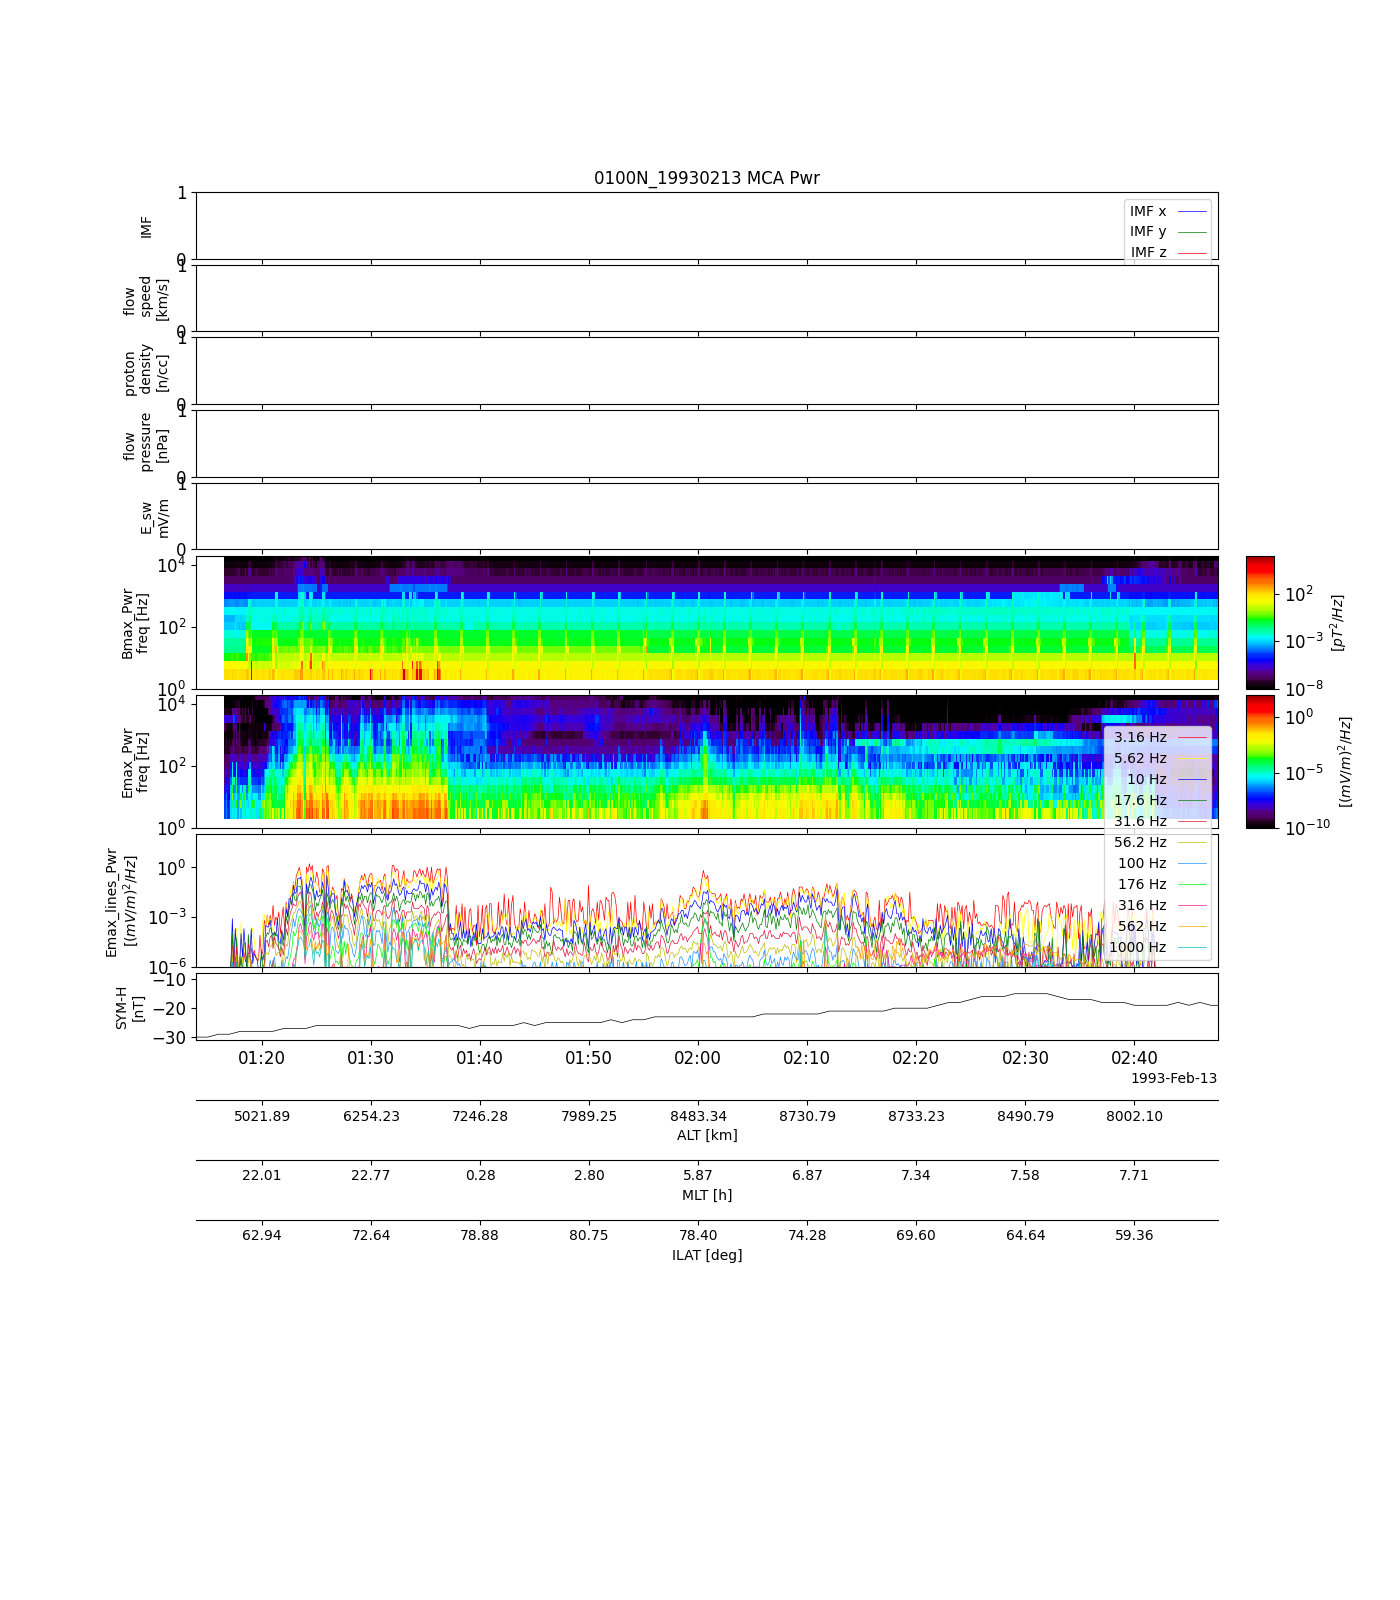 0100N_19930213 MCA Pwr
1
IMF
0
IMF x
IMF y
IMF z
1
flow
speed
[km/s]
0
1
proton
density
[n/cc]
0
1
flow
pressure
[nPa]
0
1
E_sw
mV/m
0
10^4
10^2
10^0
Bmax_Pwr
freq [Hz]
10^2
10^-3
10^-8
[pT^2/Hz]
10^4
10^2
10^0
Emax_Pwr
freq [Hz]
10^0
10^-5
10^-10
[(mV/m)^2/Hz]
3.16 Hz
5.62 Hz
10 Hz
17.6 Hz
31.6 Hz
56.2 Hz
100 Hz
176 Hz
316 Hz
562 Hz
1000 Hz
10^0
10^-3
10^-6
Emax_lines_Pwr
[(mV/m)^2/Hz]
−10
−20
−30
SYM-H
[nT]
01:20 01:30 01:40 01:50 02:00 02:10 02:20 02:30 02:40
1993-Feb-13
5021.89 6254.23 7246.28 7989.25 8483.34 8730.79 8733.23 8490.79 8002.10
ALT [km]
22.01 22.77 0.28 2.80 5.87 6.87 7.34 7.58 7.71
MLT [h]
62.94 72.64 78.88 80.75 78.40 74.28 69.60 64.64 59.36
ILAT [deg]